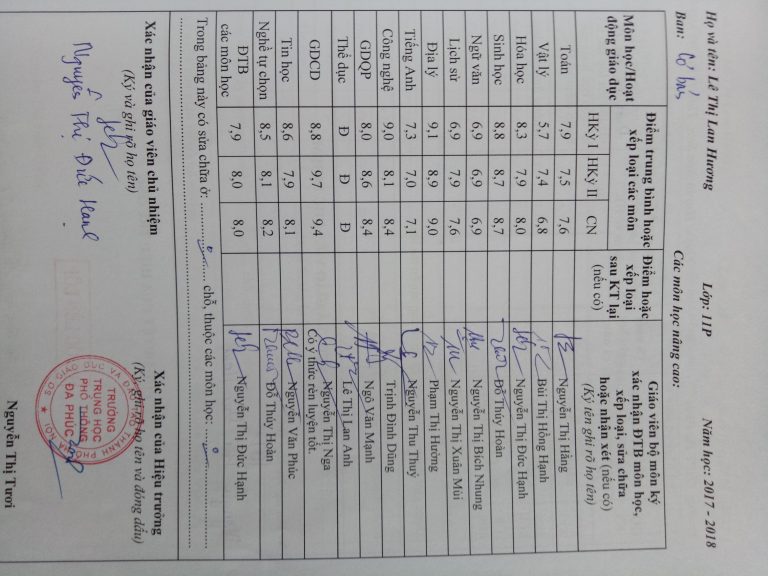 Họ và tên: Lê Thị Lan Hương Lớp: 11P Năm học: 2017 - 2018
Ban: Cơ bản Các môn học nâng cao:
Môn học/Hoạt động giáo dục | Điểm trung bình hoặc xếp loại các môn | Điểm hoặc xếp loại sau KT lại (nếu có) | Giáo viên bộ môn ký xác nhận ĐTB môn học, xếp loại, sửa chữa hoặc nhận xét (nếu có) (Ký tên ghi rõ họ tên)
HKỳ I | HKỳ II | CN
Toán 7,9 7,5 7,6 Nguyễn Thị Hằng
Vật lý 5,7 7,4 6,8 Bùi Thị Hồng Hạnh
Hóa học 8,3 7,9 8,0 Nguyễn Thị Đức Hạnh
Sinh học 8,8 8,7 8,7 Đỗ Thúy Hoàn
Ngữ văn 6,9 6,9 6,9 Nguyễn Thị Bích Nhung
Lịch sử 6,9 7,9 7,6 Nguyễn Thị Xuân Mùi
Địa lý 9,1 8,9 9,0 Phạm Thị Hường
Tiếng Anh 7,3 7,0 7,1 Nguyễn Thu Thuỷ
Công nghệ 9,0 8,1 8,4 Trịnh Đình Dũng
GDQP 8,0 8,6 8,4 Ngô Văn Mạnh
Thể dục Đ Đ Đ Lê Thị Lan Anh
GDCD 8,8 9,7 9,4 Nguyễn Thị Nga
Có ý thức rèn luyện tốt.
Tin học 8,6 7,9 8,1 Nguyễn Văn Phúc
Nghề tự chọn 8,5 8,1 8,2 Đỗ Thúy Hoàn
ĐTB các môn học 7,9 8,0 8,0 Nguyễn Thị Đức Hạnh
Trong bảng này có sửa chữa ở: ........ chỗ, thuộc các môn học: ........
Xác nhận của giáo viên chủ nhiệm
(Ký và ghi rõ họ tên)
Nguyễn Thị Đức Hạnh
Xác nhận của Hiệu trưởng
(Ký, ghi rõ họ tên và đóng dấu)
TRƯỜNG
TRUNG HỌC
PHỔ THÔNG
ĐA PHÚC
Nguyễn Thị Tươi